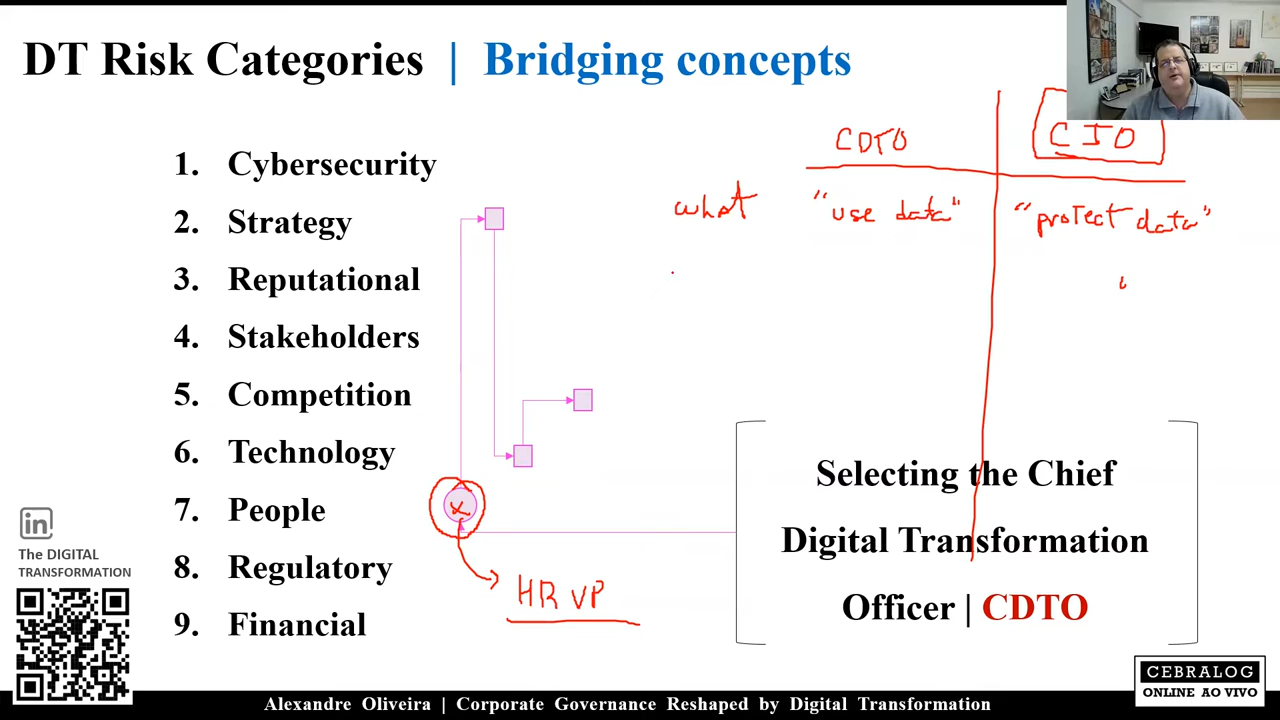 DT Risk Categories | Bridging concepts
1. Cybersecurity
2. Strategy
3. Reputational
4. Stakeholders
5. Competition
6. Technology
7. People
8. Regulatory
9. Financial
CDTO CIO
what "use data" "protect data"
x
HR VP
Selecting the Chief
Digital Transformation
Officer | CDTO
in
The DIGITAL
TRANSFORMATION
CEBRALOG
ONLINE AO VIVO
Alexandre Oliveira | Corporate Governance Reshaped by Digital Transformation